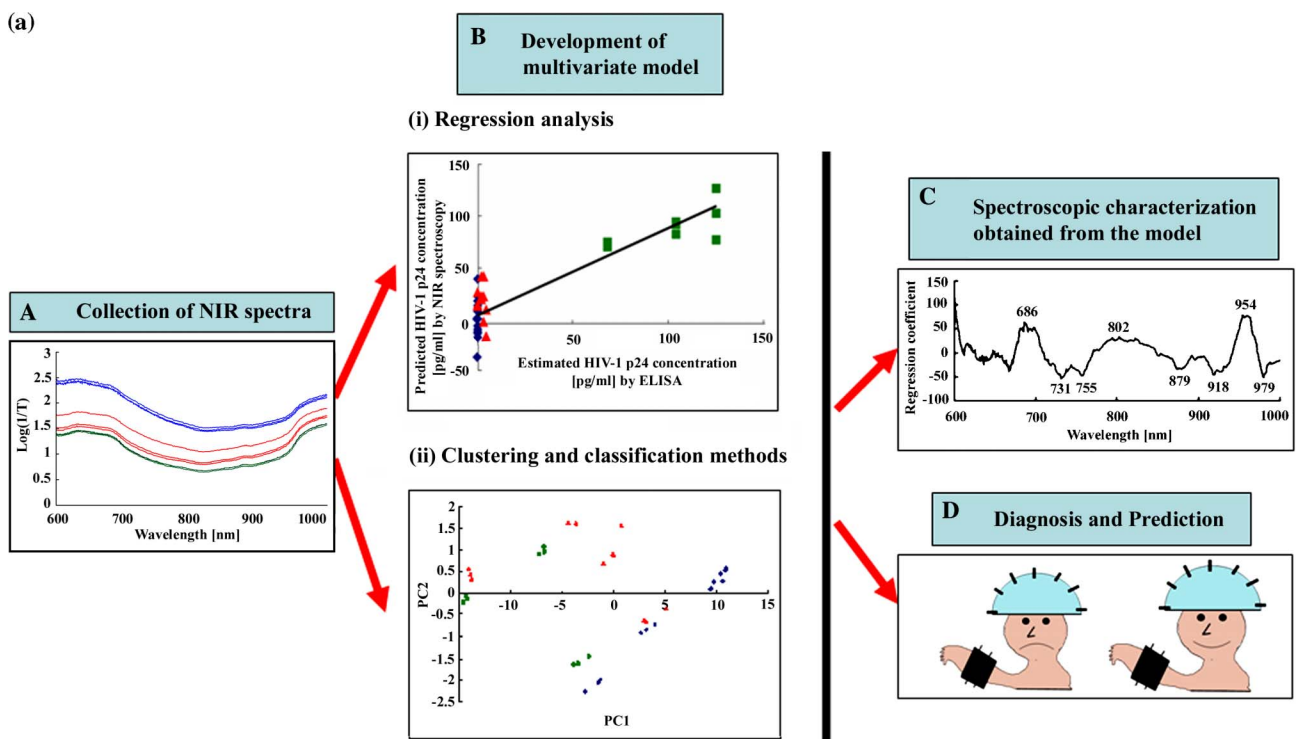 (a)
A Collection of NIR spectra
Log(1/T)
3
2.5
2.0
1.5
1
0.5
0
600 700 800 900 1000
Wavelength [nm]
B Development of
multivariate model
(i) Regression analysis
Predicted HIV-1 p24 concentration
[pg/ml] by NIR spectroscopy
150
100
50
0
-50
50 100 150
Estimated HIV-1 p24 concentration
[pg/ml] by ELISA
(ii) Clustering and classification methods
PC2
2
1.5
1
0.5
0
-0.5
-1
-1.5
-2
-2.5
-10 -5 0 5 10 15
PC1
C Spectroscopic characterization
obtained from the model
Regression coefficient
150
100
50
0
-50
-100
686
802
954
731
755
879
918
979
600 700 800 900 1000
Wavelength [nm]
D Diagnosis and Prediction